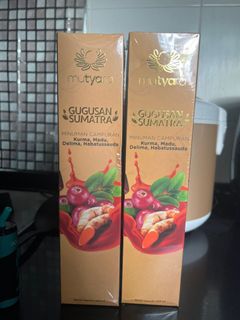 mutyara
GUGUSAN
SUMATRA
MINUMAN CAMPURAN
Kurma, Madu,
Delima, Habatussauda
mutyara
GUGUSAN
SUMATRA
MINUMAN CAMPURAN
Kurma, Madu,
Delima, Habatussauda